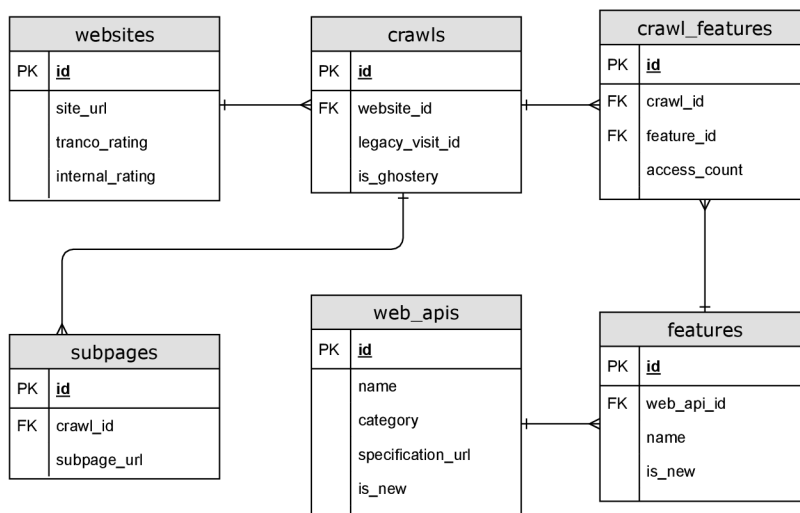 websites
PK id
site_url
tranco_rating
internal_rating
crawls
PK id
FK website_id
legacy_visit_id
is_ghostery
crawl_features
PK id
FK crawl_id
FK feature_id
access_count
subpages
PK id
FK crawl_id
subpage_url
web_apis
PK id
name
category
specification_url
is_new
features
PK id
FK web_api_id
name
is_new